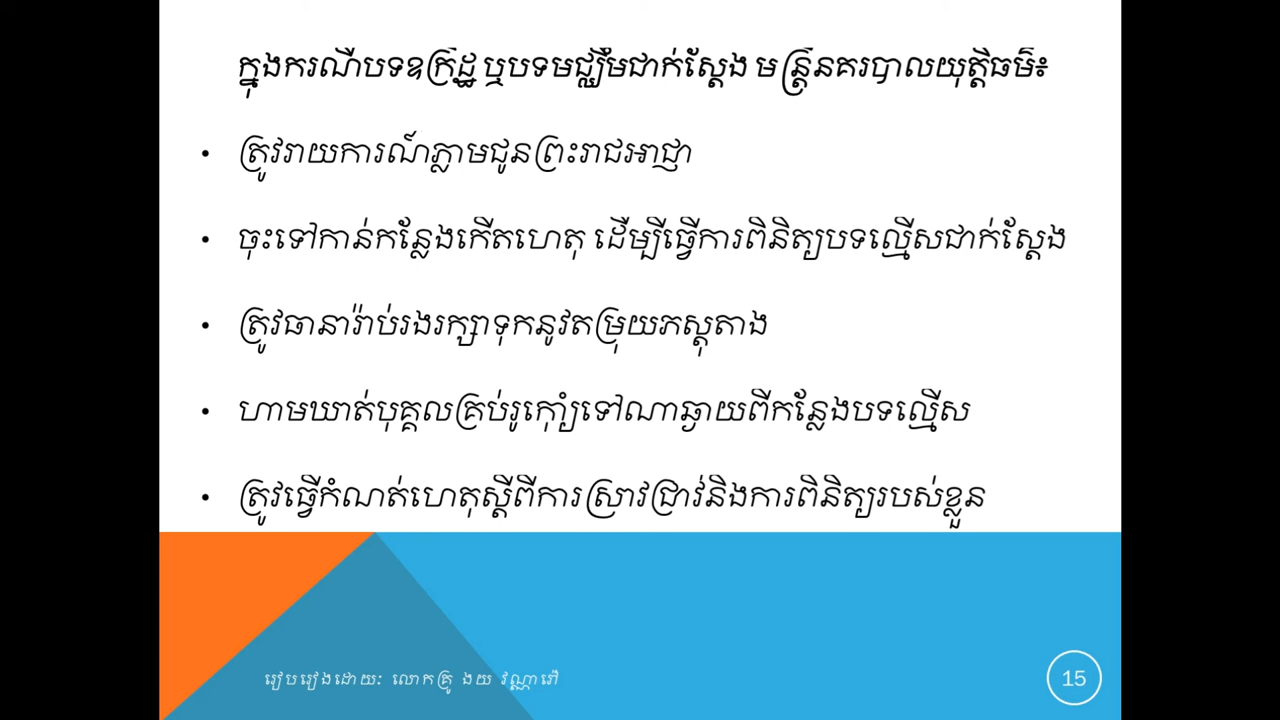 ក្នុងករណីបទឧក្រិដ្ឋ ឬបទមជ្ឈឹមជាក់ស្តែង មន្ត្រីនគរបាលយុត្តិធម៌៖
• ត្រូវរាយការណ៍ភ្លាមជូនព្រះរាជអាជ្ញា
• ចុះទៅកាន់កន្លែងកើតហេតុ ដើម្បីធ្វើការពិនិត្យបទល្មើសជាក់ស្តែង
• ត្រូវធានារ៉ាប់រងរក្សាទុកនូវតម្រុយភស្តុតាង
• ហាមឃាត់បុគ្គលគ្រប់រូបកុំឱ្យទៅណាឆ្ងាយពីកន្លែងបទល្មើស
• ត្រូវធ្វើកំណត់ហេតុស្តីពីការស្រាវជ្រាវនិងការពិនិត្យរបស់ខ្លួន
រៀបរៀងដោយ: លោកគ្រូ ងយ វណ្ណារ៉ៅ
15